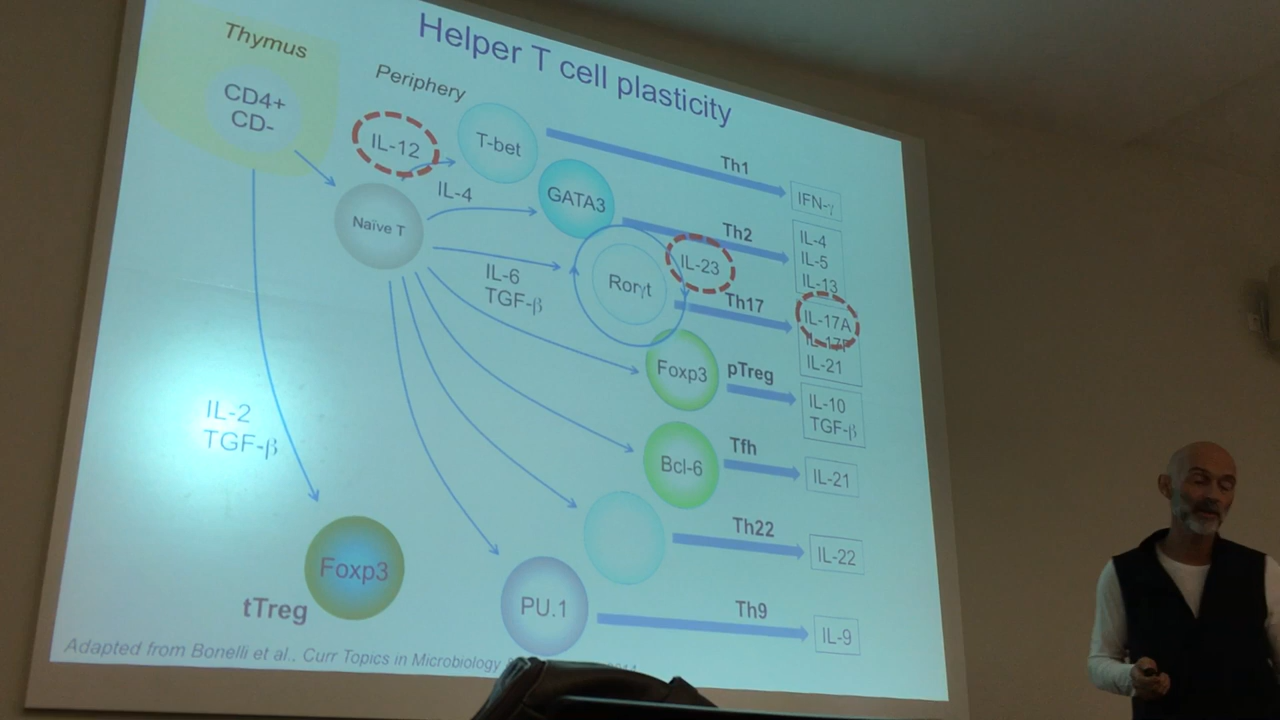 Helper T cell plasticity
Thymus
CD4+
CD-
Periphery
IL-12
T-bet
Th1
IFN-γ
IL-4
GATA3
Th2
IL-4
IL-5
IL-13
Naïve T
IL-6
TGF-β
Rorγt
IL-23
Th17
IL-17A
IL-17F
IL-21
Foxp3
pTreg
IL-10
TGF-β
IL-2
TGF-β
Bcl-6
Tfh
IL-21
Th22
IL-22
Foxp3
tTreg
PU.1
Th9
IL-9
Adapted from Bonelli et al., Curr Topics in Microbiology